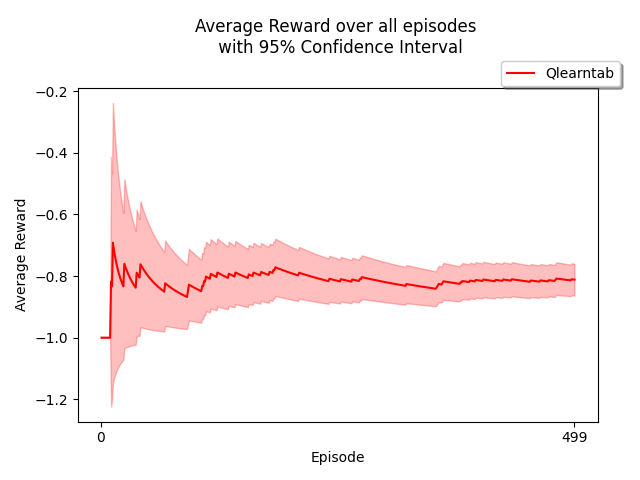 Average Reward over all episodes
with 95% Confidence Interval
Qlearntab
−0.2
−0.4
−0.6
−0.8
−1.0
−1.2
Average Reward
0
499
Episode